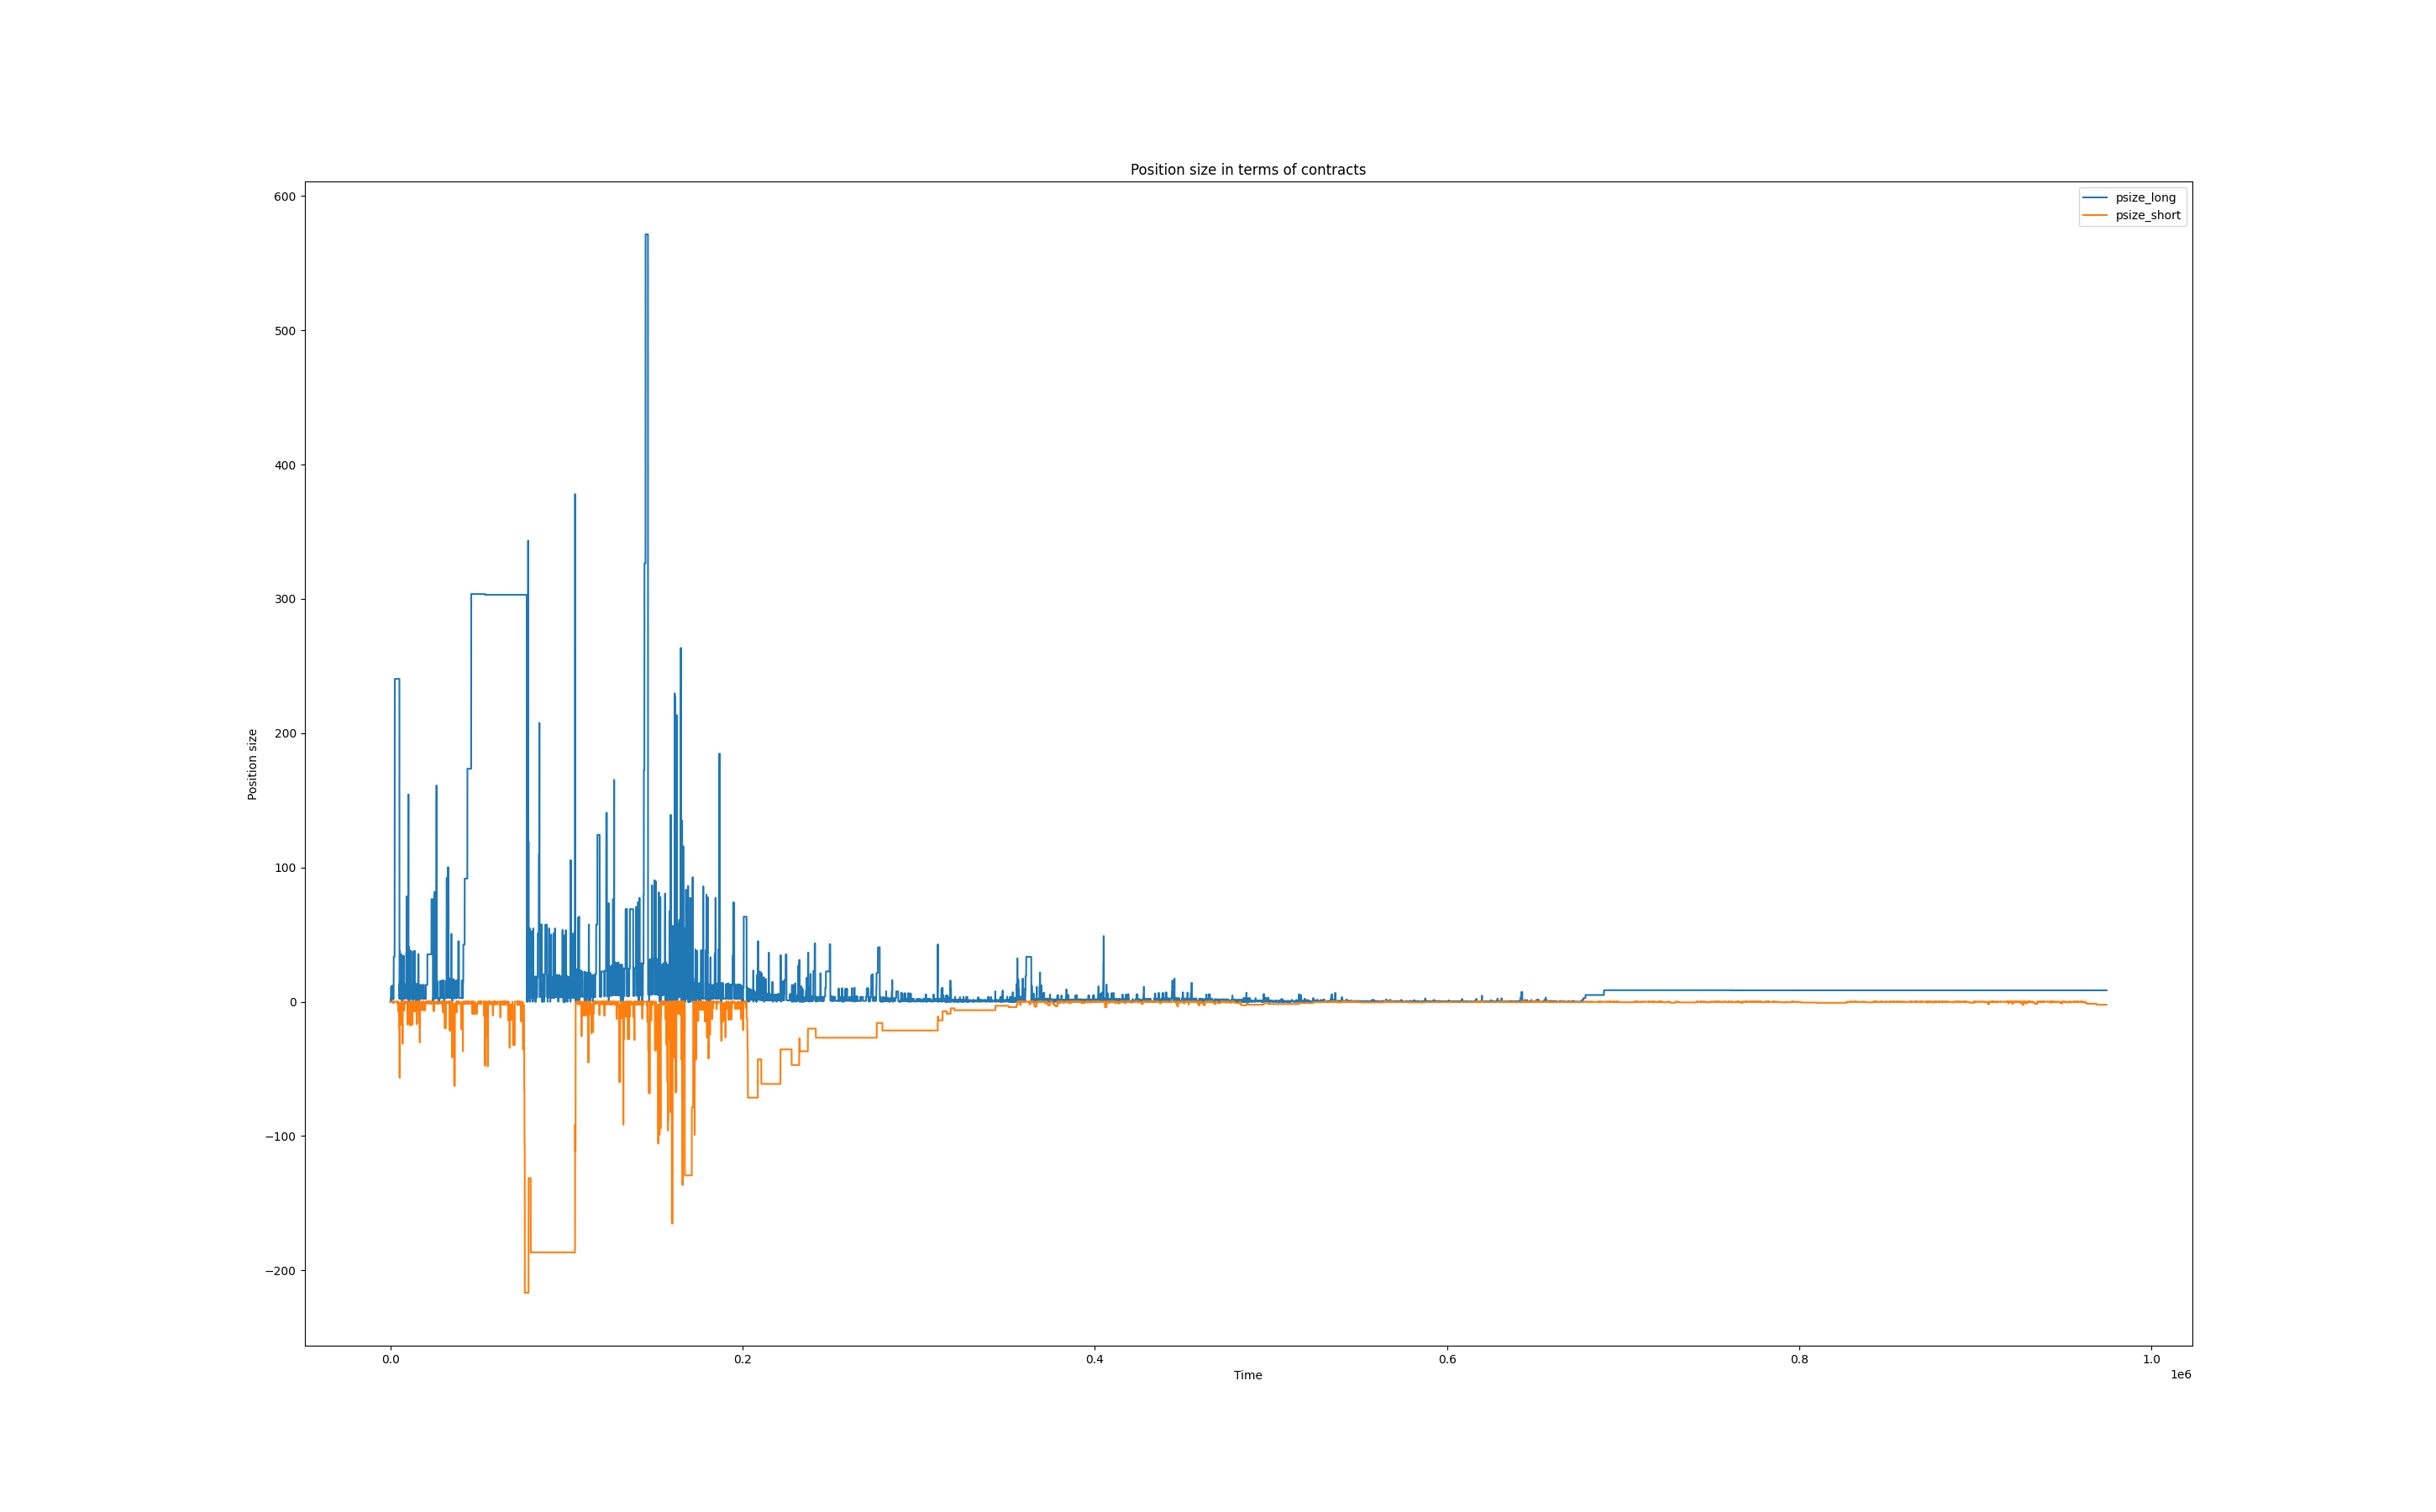 Position size in terms of contracts
psize_long
psize_short
600
500
400
300
200
100
0
−100
−200
Position size
0.0
0.2
0.4
0.6
0.8
1.0
Time
1e6